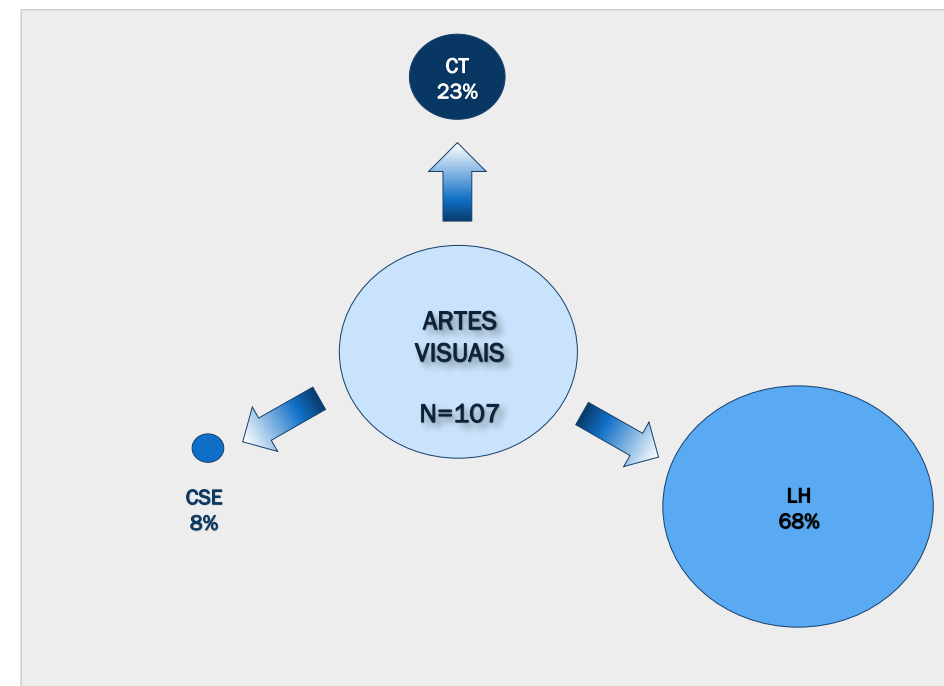 CT
23%
ARTES
VISUAIS
N=107
CSE
8%
LH
68%